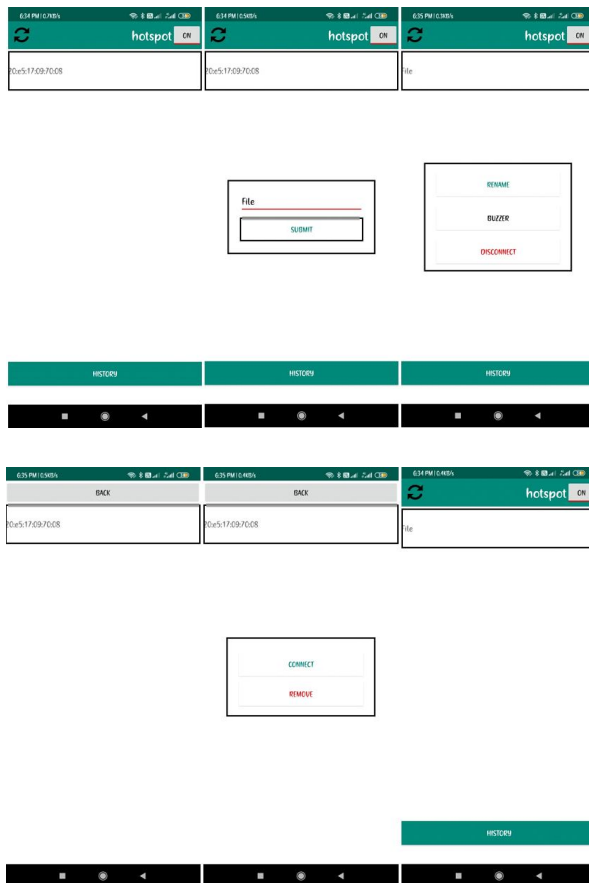 6:34 PM | 0.7KB/s
hotspot ON
20:e5:17:09:70:08
HISTORY
6:34 PM | 0.5KB/s
hotspot ON
20:e5:17:09:70:08
File
SUBMIT
HISTORY
6:35 PM | 0.3KB/s
hotspot ON
File
RENAME
BUZZER
DISCONNECT
HISTORY
6:35 PM | 0.5KB/s
BACK
20:e5:17:09:70:08
6:35 PM | 0.4KB/s
BACK
20:e5:17:09:70:08
CONNECT
REMOVE
6:34 PM | 0.4KB/s
hotspot ON
File
HISTORY